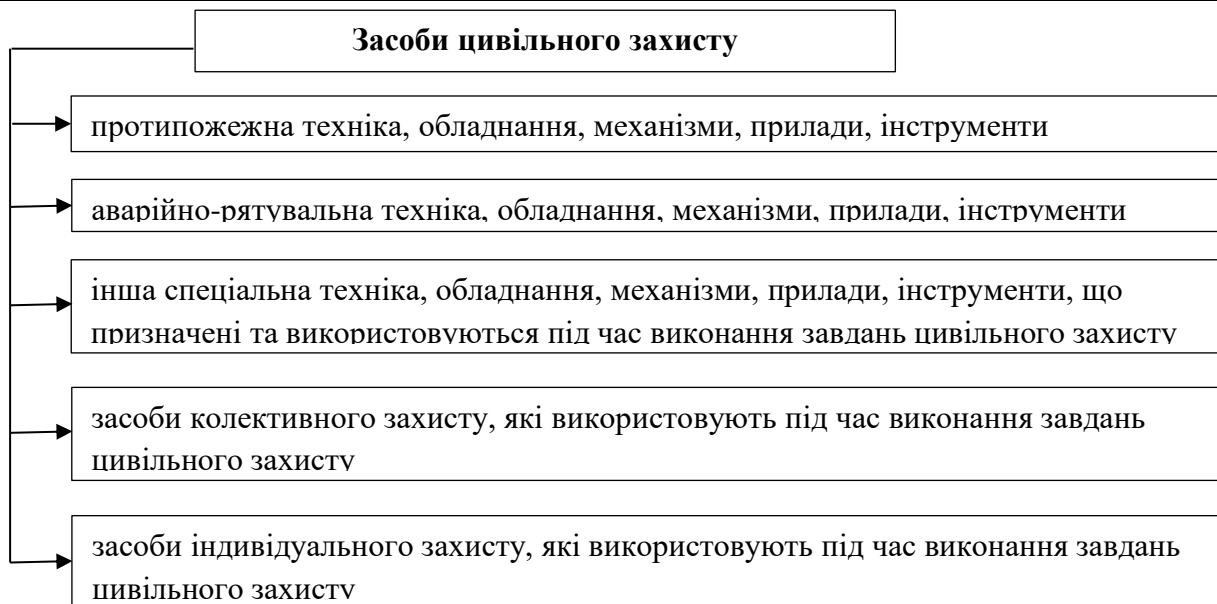 Засоби цивільного захисту
протипожежна техніка, обладнання, механізми, прилади, інструменти
аварійно-рятувальна техніка, обладнання, механізми, прилади, інструменти
інша спеціальна техніка, обладнання, механізми, прилади, інструменти, що
призначені та використовуються під час виконання завдань цивільного захисту
засоби колективного захисту, які використовують під час виконання завдань
цивільного захисту
засоби індивідуального захисту, які використовують під час виконання завдань
цивільного захисту